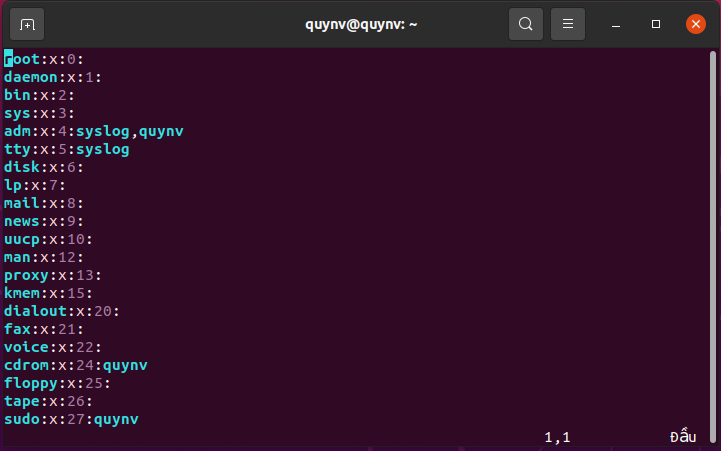 quynv@quynv: ~
root:x:0:
daemon:x:1:
bin:x:2:
sys:x:3:
adm:x:4:syslog,quynv
tty:x:5:syslog
disk:x:6:
lp:x:7:
mail:x:8:
news:x:9:
uucp:x:10:
man:x:12:
proxy:x:13:
kmem:x:15:
dialout:x:20:
fax:x:21:
voice:x:22:
cdrom:x:24:quynv
floppy:x:25:
tape:x:26:
sudo:x:27:quynv
1,1 Đầu